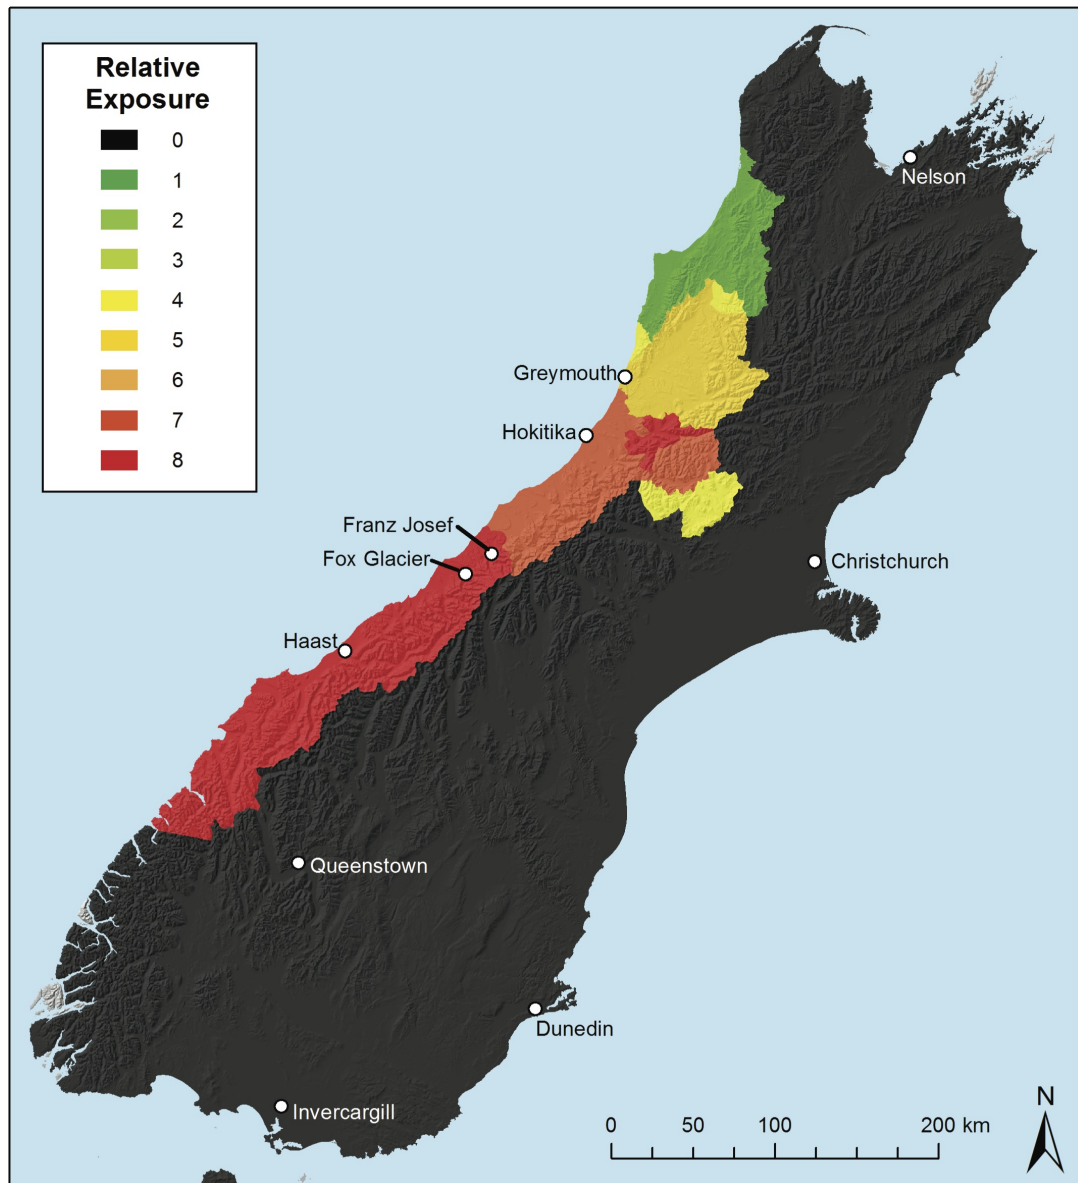 Relative
Exposure
0
1
2
3
4
5
6
7
8
Nelson
Greymouth
Hokitika
Franz Josef
Fox Glacier
Christchurch
Haast
Queenstown
Dunedin
Invercargill
N
0 50 100 200 km